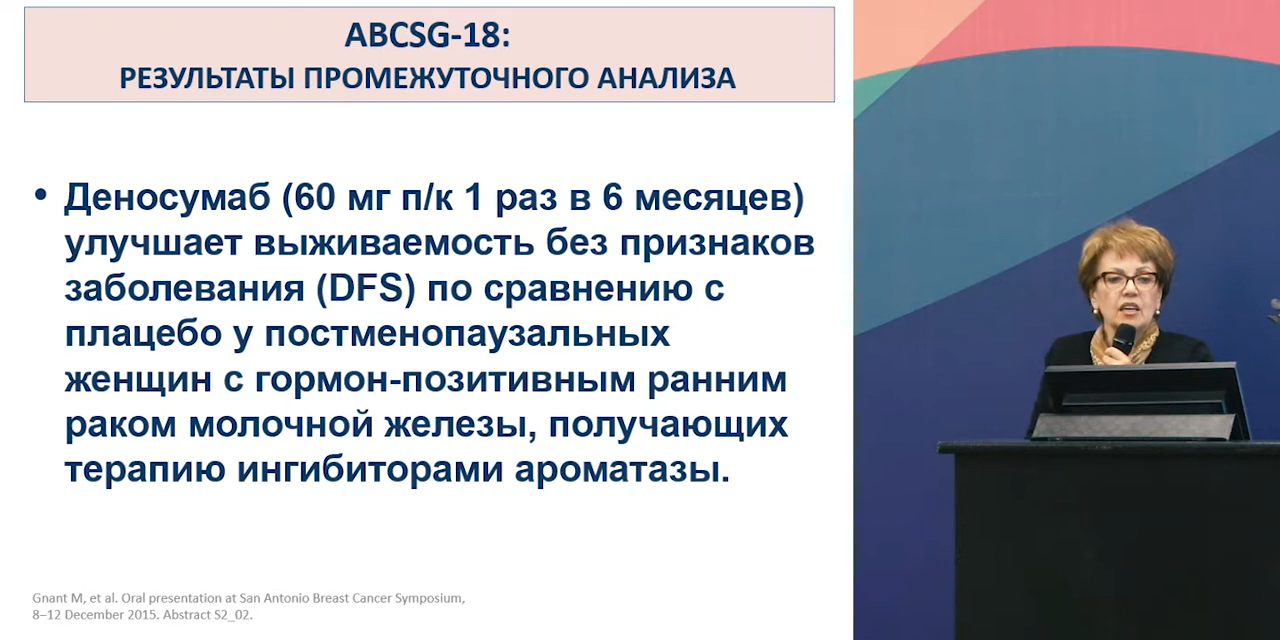 ABCSG-18:
РЕЗУЛЬТАТЫ ПРОМЕЖУТОЧНОГО АНАЛИЗА
• Деносумаб (60 мг п/к 1 раз в 6 месяцев)
улучшает выживаемость без признаков
заболевания (DFS) по сравнению с
плацебо у постменопаузальных
женщин с гормон-позитивным ранним
раком молочной железы, получающих
терапию ингибиторами ароматазы.
Gnant M, et al. Oral presentation at San Antonio Breast Cancer Symposium,
8–12 December 2015. Abstract S2_02.